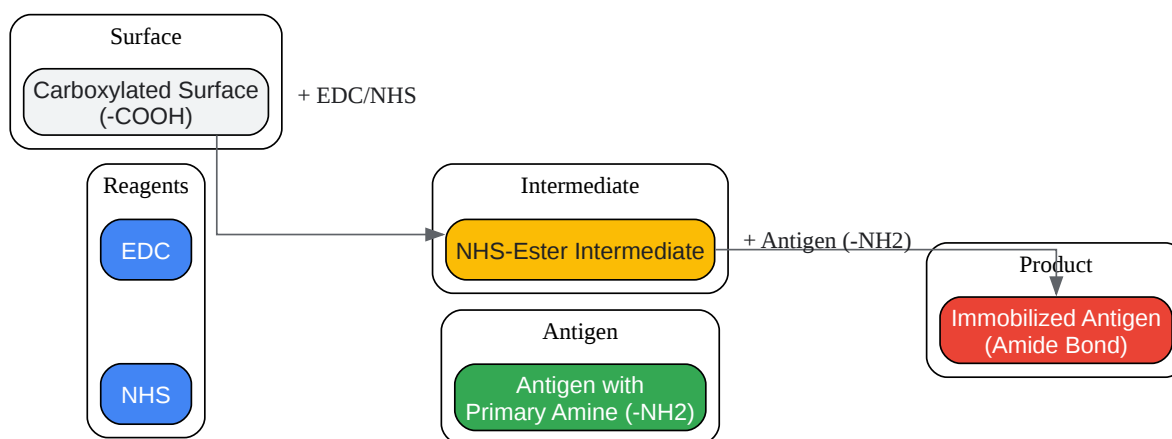 Surface
Carboxylated Surface
(-COOH)
+ EDC/NHS
Reagents
EDC
NHS
Intermediate
NHS-Ester Intermediate
+ Antigen (-NH2)
Antigen
Antigen with
Primary Amine (-NH2)
Product
Immobilized Antigen
(Amide Bond)